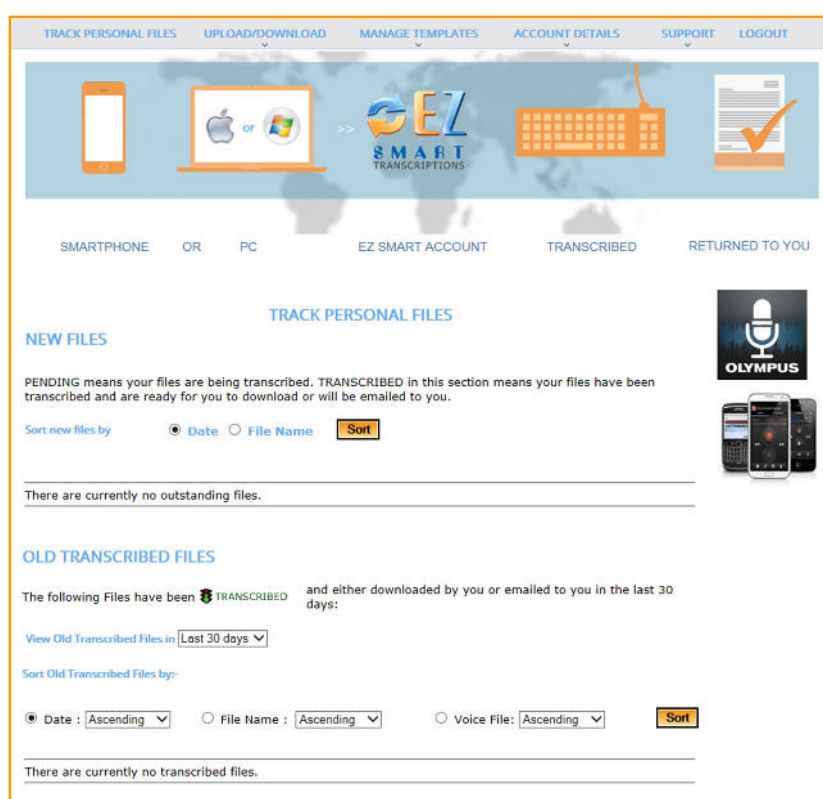 TRACK PERSONAL FILES UPLOAD/DOWNLOAD MANAGE TEMPLATES ACCOUNT DETAILS SUPPORT LOGOUT
or >> EZ
SMART
TRANSCRIPTIONS
SMARTPHONE OR PC EZ SMART ACCOUNT TRANSCRIBED RETURNED TO YOU
TRACK PERSONAL FILES
NEW FILES
OLYMPUS
PENDING means your files are being transcribed. TRANSCRIBED in this section means your files have been
transcribed and are ready for you to download or will be emailed to you.
Sort new files by Date File Name Sort
There are currently no outstanding files.
OLD TRANSCRIBED FILES
The following Files have been TRANSCRIBED and either downloaded by you or emailed to you in the last 30
days:
View Old Transcribed Files in Last 30 days
Sort Old Transcribed Files by:-
Date : Ascending File Name : Ascending Voice File: Ascending Sort
There are currently no transcribed files.